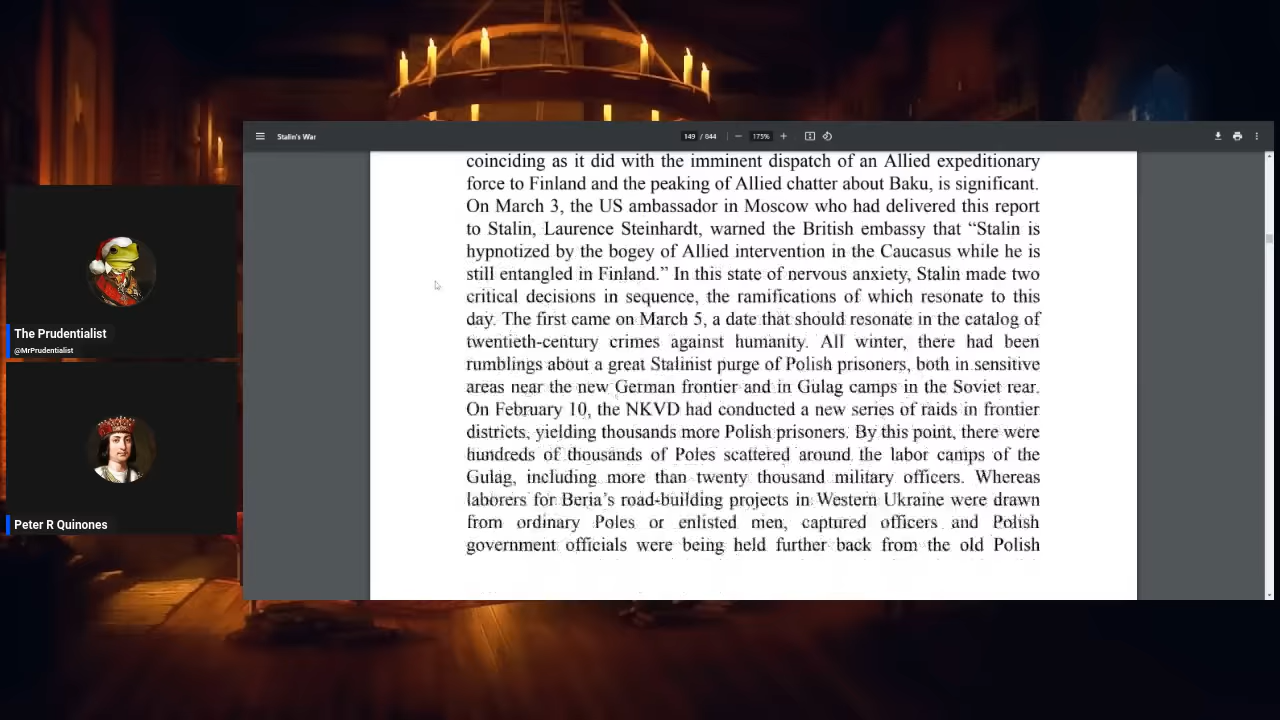 Stalin's War
149 / 844
175%
coinciding as it did with the imminent dispatch of an Allied expeditionary
force to Finland and the peaking of Allied chatter about Baku, is significant.
On March 3, the US ambassador in Moscow who had delivered this report
to Stalin, Laurence Steinhardt, warned the British embassy that “Stalin is
hypnotized by the bogey of Allied intervention in the Caucasus while he is
still entangled in Finland.” In this state of nervous anxiety, Stalin made two
critical decisions in sequence, the ramifications of which resonate to this
day. The first came on March 5, a date that should resonate in the catalog of
twentieth-century crimes against humanity. All winter, there had been
rumblings about a great Stalinist purge of Polish prisoners, both in sensitive
areas near the new German frontier and in Gulag camps in the Soviet rear.
On February 10, the NKVD had conducted a new series of raids in frontier
districts, yielding thousands more Polish prisoners. By this point, there were
hundreds of thousands of Poles scattered around the labor camps of the
Gulag, including more than twenty thousand military officers. Whereas
laborers for Beria’s road-building projects in Western Ukraine were drawn
from ordinary Poles or enlisted men, captured officers and Polish
government officials were being held further back from the old Polish
The Prudentialist
@MrPrudentialist
Peter R Quinones